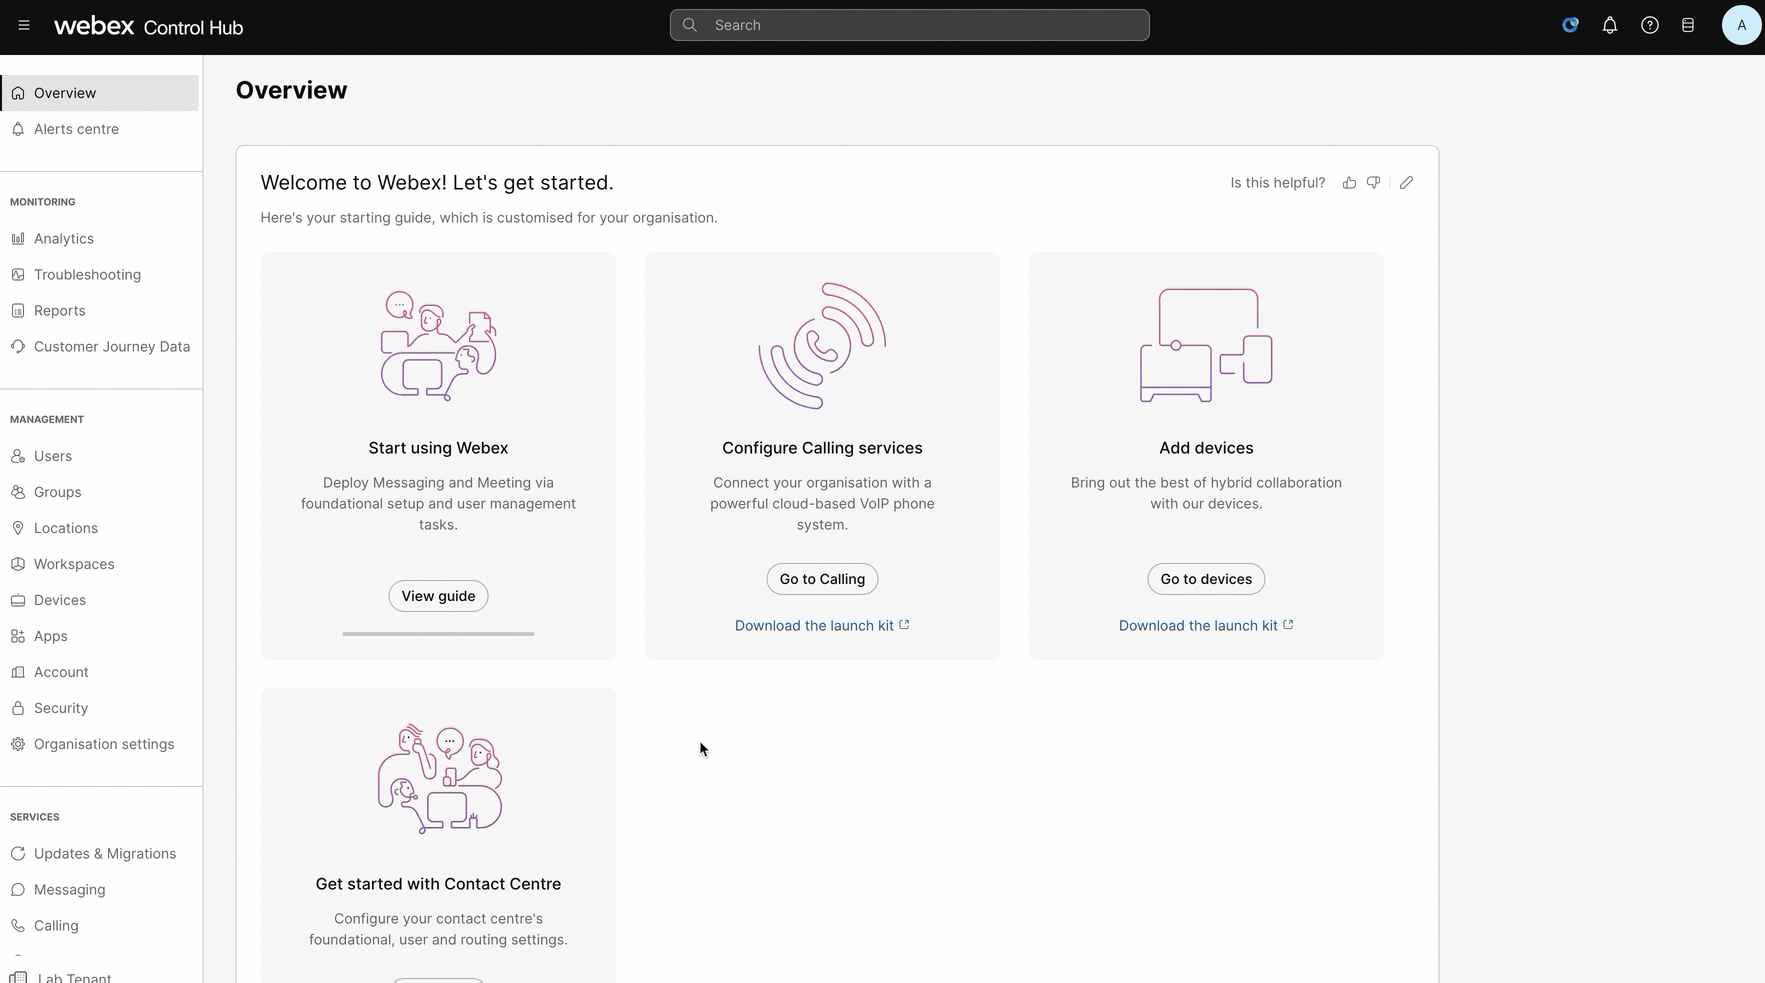 webex Control Hub
Search
A
Overview
Alerts centre
MONITORING
Analytics
Troubleshooting
Reports
Customer Journey Data
MANAGEMENT
Users
Groups
Locations
Workspaces
Devices
Apps
Account
Security
Organisation settings
SERVICES
Updates & Migrations
Messaging
Calling
Lab Tenant
Overview
Welcome to Webex! Let's get started.
Is this helpful?
Here's your starting guide, which is customised for your organisation.
Start using Webex
Deploy Messaging and Meeting via
foundational setup and user management
tasks.
View guide
Configure Calling services
Connect your organisation with a
powerful cloud-based VoIP phone
system.
Go to Calling
Download the launch kit
Add devices
Bring out the best of hybrid collaboration
with our devices.
Go to devices
Download the launch kit
Get started with Contact Centre
Configure your contact centre's
foundational, user and routing settings.